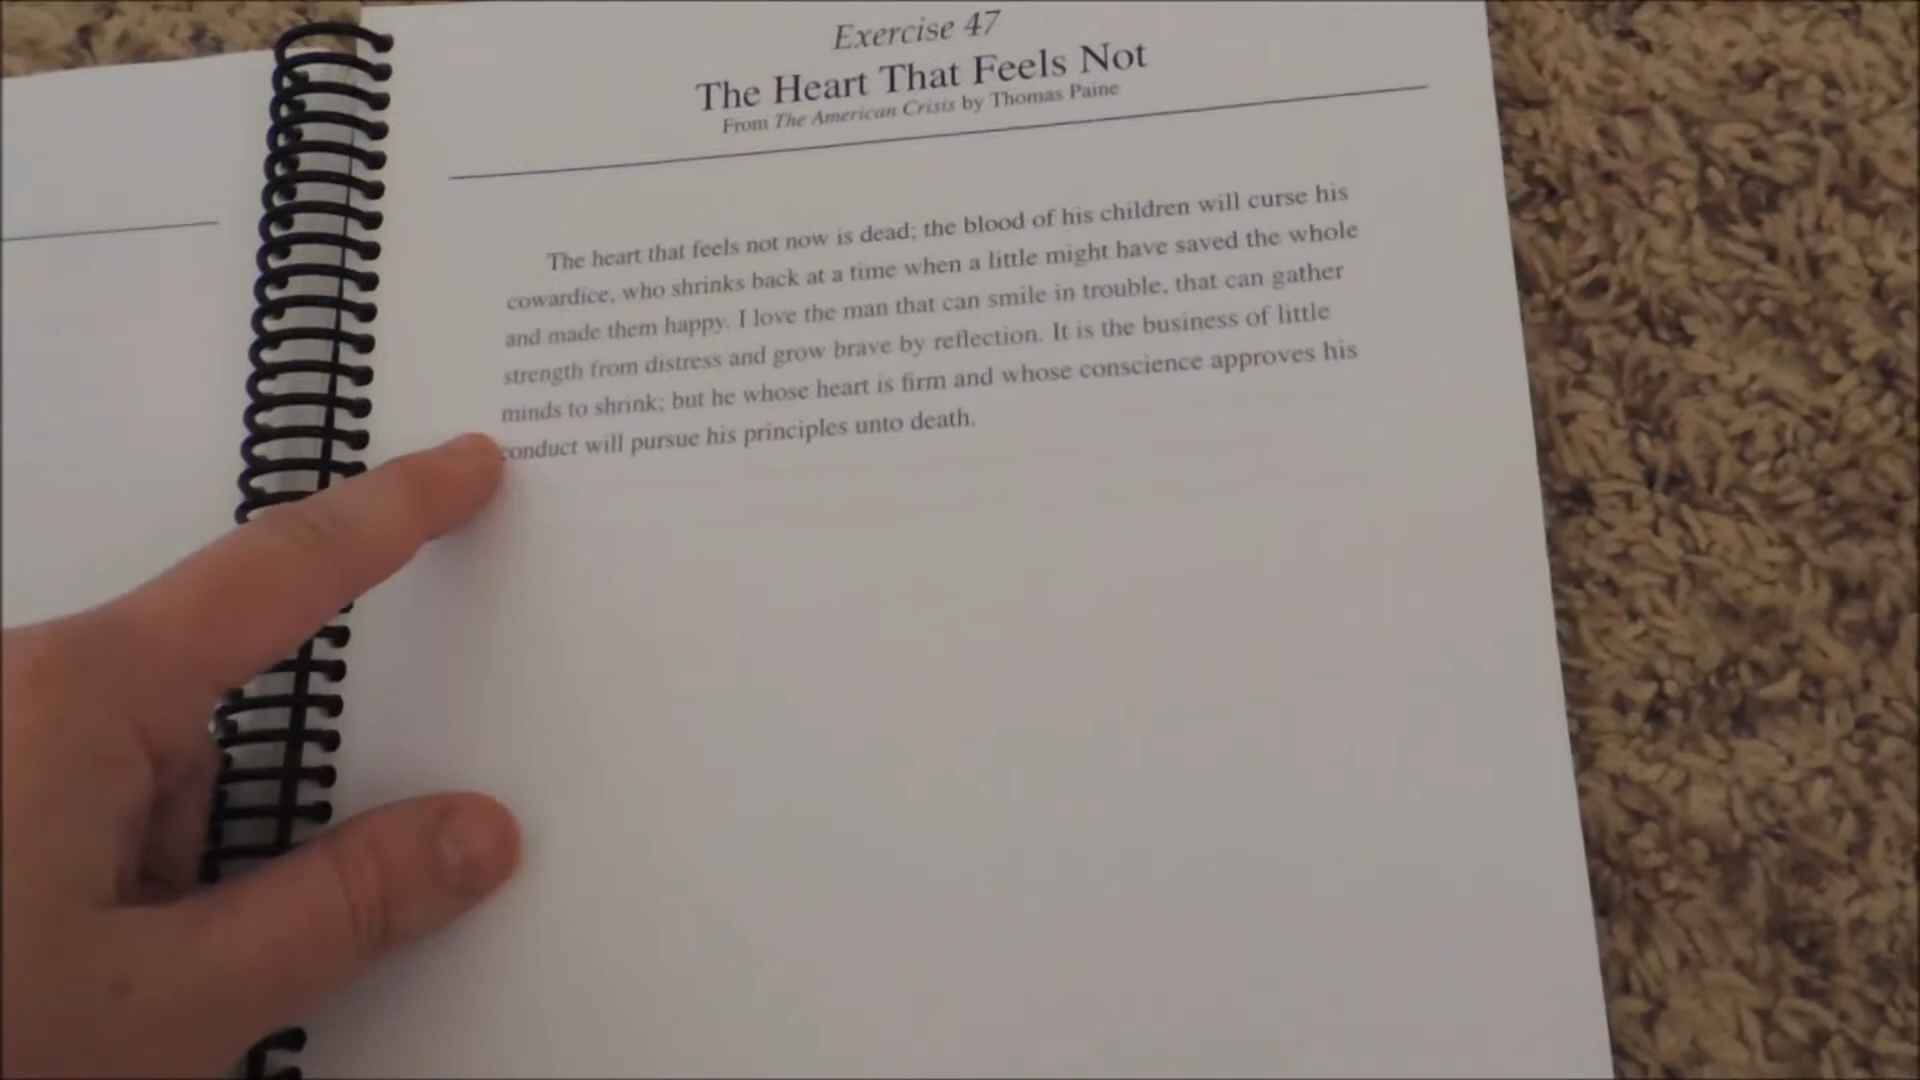 Exercise 47
The Heart That Feels Not
From The American Crisis by Thomas Paine
The heart that feels not now is dead; the blood of his children will curse his
cowardice, who shrinks back at a time when a little might have saved the whole
and made them happy. I love the man that can smile in trouble, that can gather
strength from distress and grow brave by reflection. It is the business of little
minds to shrink; but he whose heart is firm and whose conscience approves his
conduct will pursue his principles unto death.